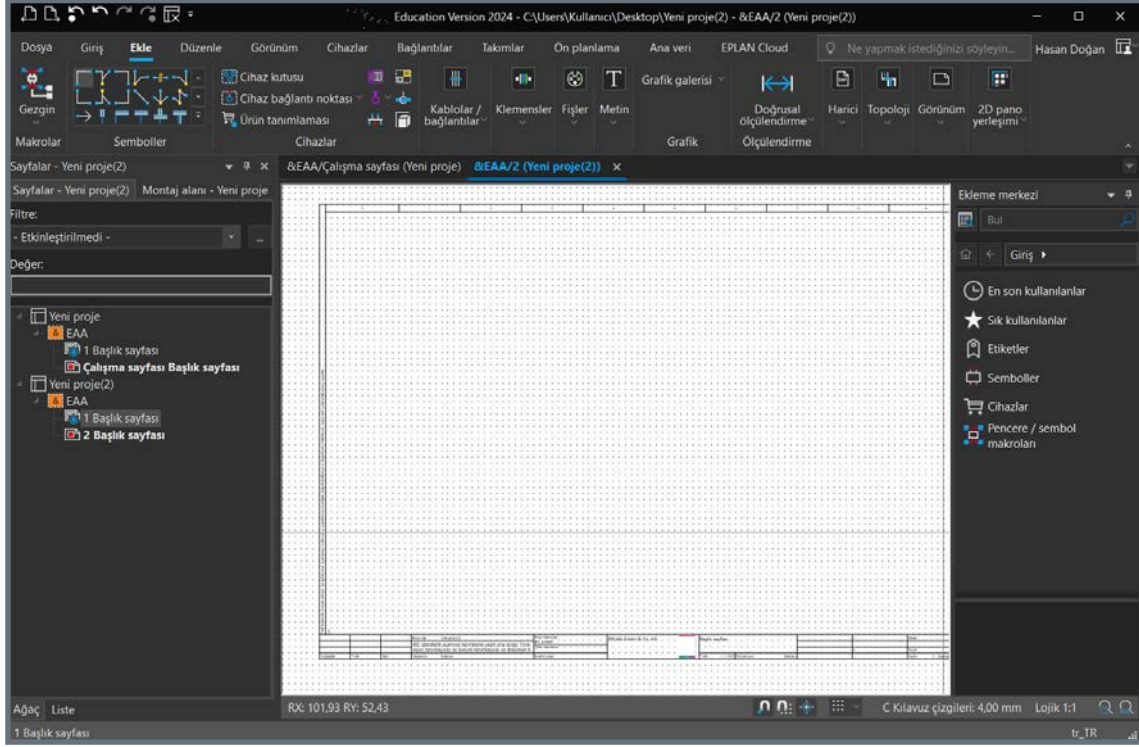 Education Version 2024 - C:\Users\Kullanıcı\Desktop\Yeni proje(2) - &EAA/2 (Yeni proje(2))
Dosya Giriş Ekle Düzenle Görünüm Cihazlar Bağlantılar Takımlar Ön planlama Ana veri EPLAN Cloud Ne yapmak istediğinizi söyleyin... Hasan Doğan
Gezgin
Cihaz kutusu
Cihaz bağlantı noktası
Ürün tanımlaması
Kablolar / bağlantılar
Klemensler
Fişler
Metin
Grafik galerisi
Doğrusal ölçülendirme
Harici
Topoloji
Görünüm
2D pano yerleşimi
Makrolar Semboller Cihazlar Grafik Ölçülendirme
Sayfalar - Yeni proje(2)
&EAA/Çalışma sayfası (Yeni proje) &EAA/2 (Yeni proje(2))
Sayfalar - Yeni proje(2) Montaj alanı - Yeni proje
Filtre:
- Etkinleştirilmedi -
Değer:
Yeni proje
EAA
1 Başlık sayfası
Çalışma sayfası Başlık sayfası
Yeni proje(2)
EAA
1 Başlık sayfası
2 Başlık sayfası
Ekleme merkezi
Bul
Giriş
En son kullanılanlar
Sık kullanılanlar
Etiketler
Semboller
Cihazlar
Pencere / sembol
makroları
Ağaç Liste
RX: 101,93 RY: 52,43
C Kılavuz çizgileri: 4,00 mm Lojik 1:1
1 Başlık sayfası
tr_TR